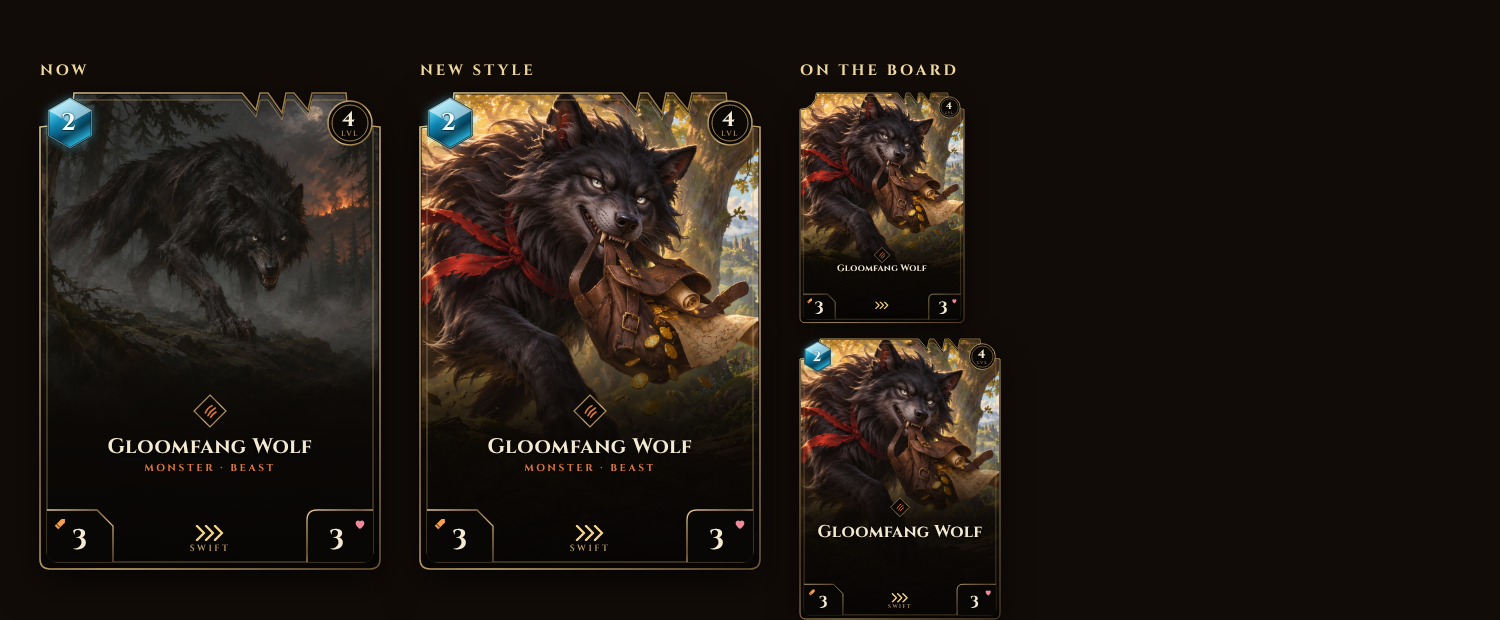 NOW
2
4
LVL
GLOOMFANG WOLF
MONSTER · BEAST
3
SWIFT
3
NEW STYLE
2
4
LVL
GLOOMFANG WOLF
MONSTER · BEAST
3
SWIFT
3
ON THE BOARD
4
LVL
GLOOMFANG WOLF
3
3
2
4
LVL
GLOOMFANG WOLF
3
SWIFT
3